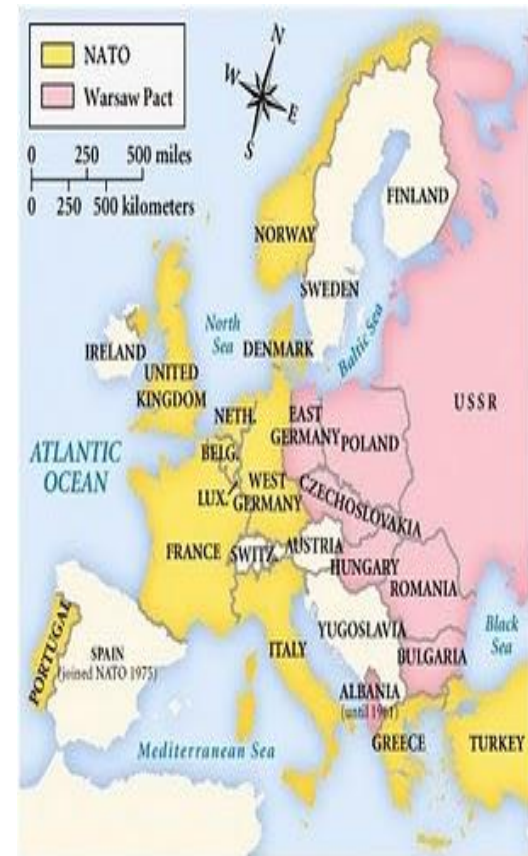 NATO
Warsaw Pact
0 250 500 miles
0 250 500 kilometers
N
W
E
S
FINLAND
NORWAY
SWEDEN
North
Sea
DENMARK
Baltic Sea
IRELAND
UNITED
KINGDOM
USSR
NETH.
EAST
GERMANY
POLAND
BELG.
ATLANTIC
OCEAN
LUX.
WEST
GERMANY
CZECHOSLOVAKIA
FRANCE
SWITZ.
AUSTRIA
HUNGARY
ROMANIA
YUGOSLAVIA
Black
Sea
PORTUGAL
SPAIN
(joined NATO 1975)
ITALY
BULGARIA
ALBANIA
(until 1961)
GREECE
TURKEY
Mediterranean Sea